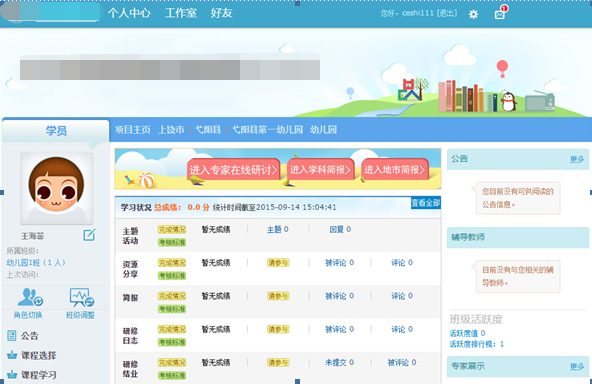 个人中心 工作室 好友 您好，ceshi111 [退出] 1
学员
项目主页 上饶市 弋阳县 弋阳县第一幼儿园 幼儿园
王海菩
所属班级：
幼儿园1班（1 人）
上次访问：
角色切换 班级调整
公告
课程选择
课程学习
进入专家在线研讨> 进入学科简报> 进入地市简报>
学习状况 总成绩： 0.0 分 统计时间截至2015-09-14 15:04:41 查看全部
主题活动 完成情况 暂无成绩 主题 0 回复 0
考核标准
资源分享 完成情况 暂无成绩 请参与 被评论 0 评论 0
考核标准
简报 完成情况 暂无成绩 请参与 被评论 0 评论 0
考核标准
研修日志 完成情况 暂无成绩 请参与 被评论 0 评论 0
考核标准
研修结业 完成情况 暂无成绩 请参与 未提交 0 被评论 0
考核标准
公告 更多
您目前没有可供阅读的
公告信息。
辅导教师
目前没有与您相关的辅
导教师。
班级活跃度
活跃度值 0
活跃度排行榜：1
专家展示 更多